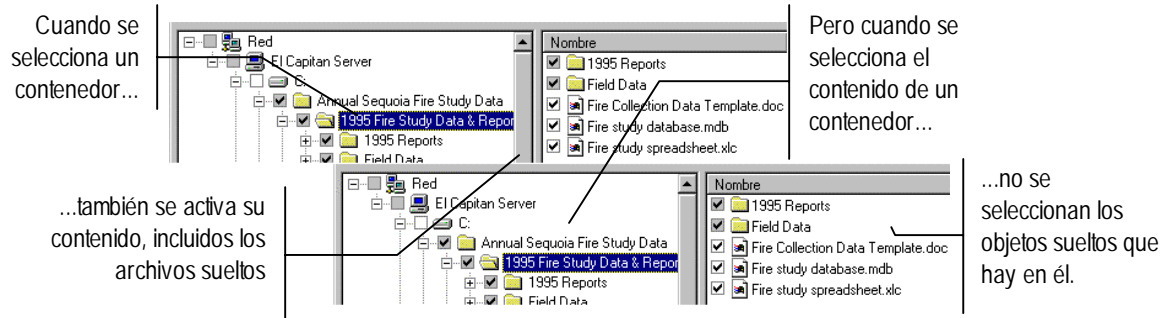 Cuando se
selecciona un
contenedor...
Red
El Capitan Server
C:
Annual Sequoia Fire Study Data
1995 Fire Study Data & Repor
1995 Reports
Field Data
Nombre
1995 Reports
Field Data
Fire Collection Data Template.doc
Fire study database.mdb
Fire study spreadsheet.xlc
Pero cuando se
selecciona el
contenido de un
contenedor...
...también se activa su
contenido, incluidos los
archivos sueltos
Red
El Capitan Server
C:
Annual Sequoia Fire Study Data
1995 Fire Study Data & Repor
1995 Reports
Field Data
Nombre
1995 Reports
Field Data
Fire Collection Data Template.doc
Fire study database.mdb
Fire study spreadsheet.xlc
...no se
seleccionan los
objetos sueltos que
hay en él.